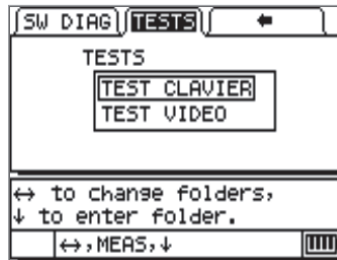 SW DIAG TESTS ←
TESTS
TEST CLAVIER
TEST VIDEO
↔ to change folders,
↓ to enter folder.
↔,MEAS,↓